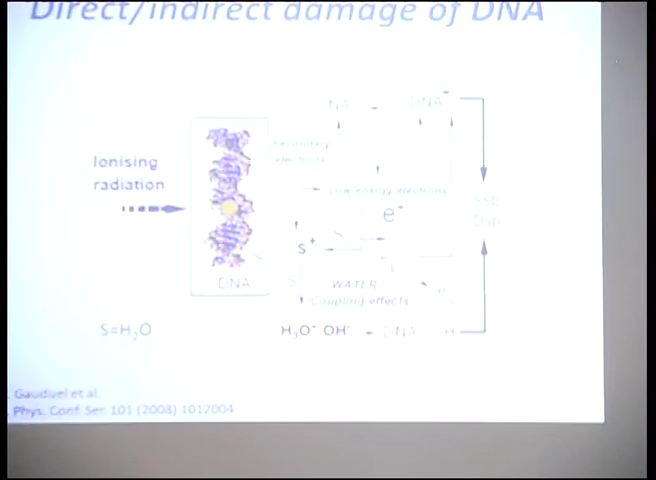 Direct/indirect damage of DNA
DNA
Secondary
electrons
Ionising
radiation
Low energy electrons
Ssb
Dsb
e-
S+
DNA
WATER
Coupling effects
S=H2O
H3O+ OH·
DNA
H
Gauduel et al.
Phys. Conf. Ser. 101 (2008) 1012004